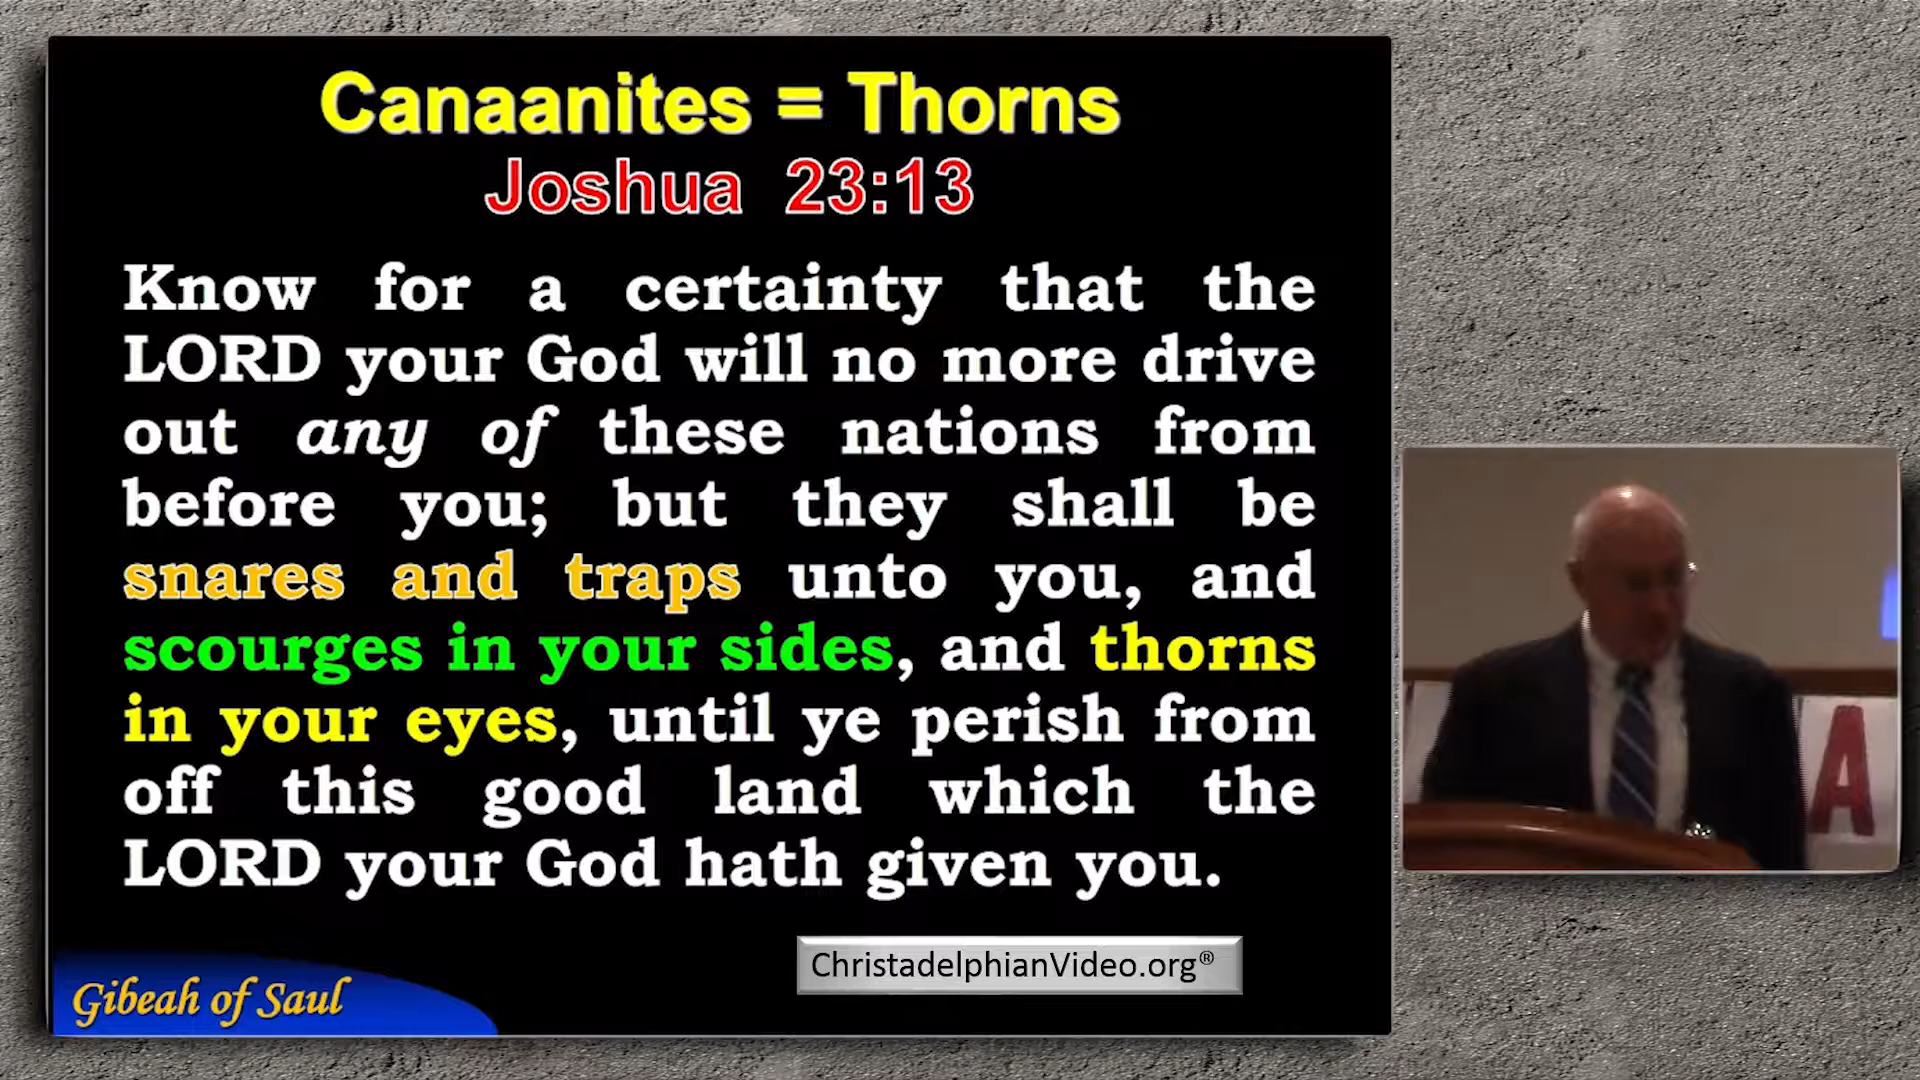 Canaanites = Thorns
Joshua 23:13
Know for a certainty that the
LORD your God will no more drive
out any of these nations from
before you; but they shall be
snares and traps unto you, and
scourges in your sides, and thorns
in your eyes, until ye perish from
off this good land which the
LORD your God hath given you.
ChristadelphianVideo.org®
Gibeah of Saul
A